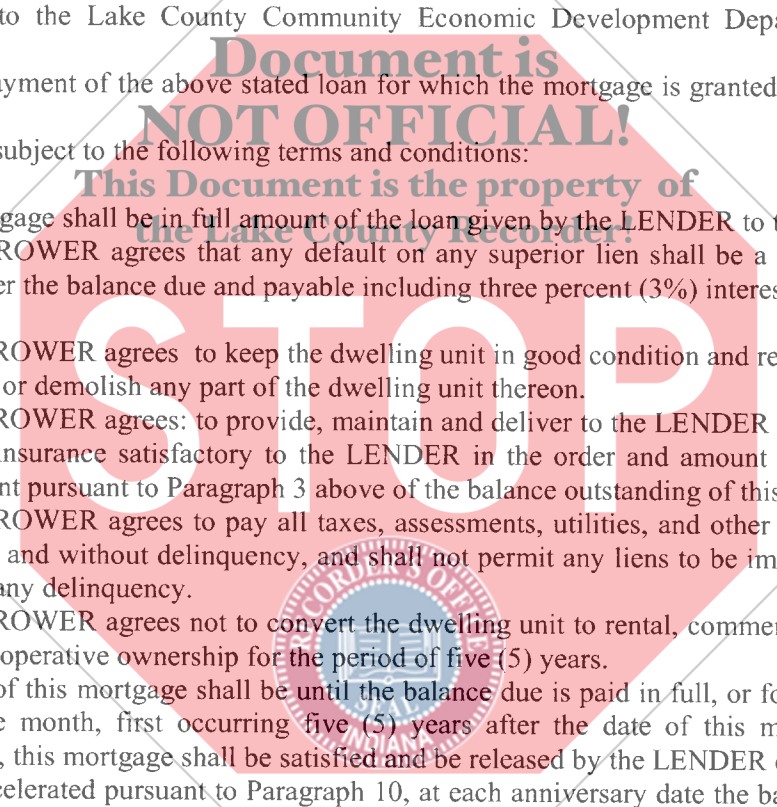 to the Lake County Community Economic Development Depa
Document is
yment of the above stated loan for which the mortgage is granted
NOT OFFICIAL!
subject to the following terms and conditions:
This Document is the property of
gage shall be in full amount of the loan given by the LENDER to t
the Lake County Recorder!
ROWER agrees that any default on any superior lien shall be a
er the balance due and payable including three percent (3%) interes
STOP
ROWER agrees to keep the dwelling unit in good condition and re
or demolish any part of the dwelling unit thereon.
ROWER agrees: to provide, maintain and deliver to the LENDER
insurance satisfactory to the LENDER in the order and amount
nt pursuant to Paragraph 3 above of the balance outstanding of this
ROWER agrees to pay all taxes, assessments, utilities, and other
and without delinquency, and shall not permit any liens to be im
any delinquency.
RECORDER'S OFFICE
ROWER agrees not to convert the dwelling unit to rental, commer
operative ownership for the period of five (5) years.
of this mortgage shall be until the balance due is paid in full, or fo
SEAL
e month, first occurring five (5) years after the date of this m
INDIANA
, this mortgage shall be satisfied and be released by the LENDER
celerated pursuant to Paragraph 10, at each anniversary date the ba